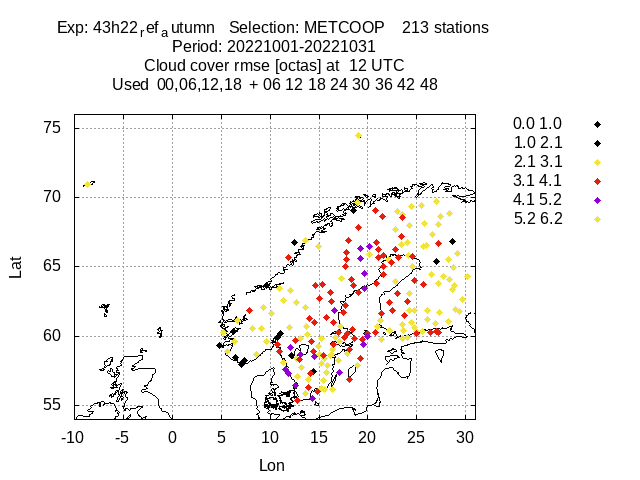 Exp: 43h22refautumn   Selection: METCOOP    213 stations
Period: 20221001-20221031
Cloud cover rmse [octas] at  12 UTC
Used  00,06,12,18  + 06 12 18 24 30 36 42 48
0.0 1.0
1.0 2.1
2.1 3.1
3.1 4.1
4.1 5.2
5.2 6.2
75
70
65
60
55
Lat
-10 -5 0 5 10 15 20 25 30
Lon